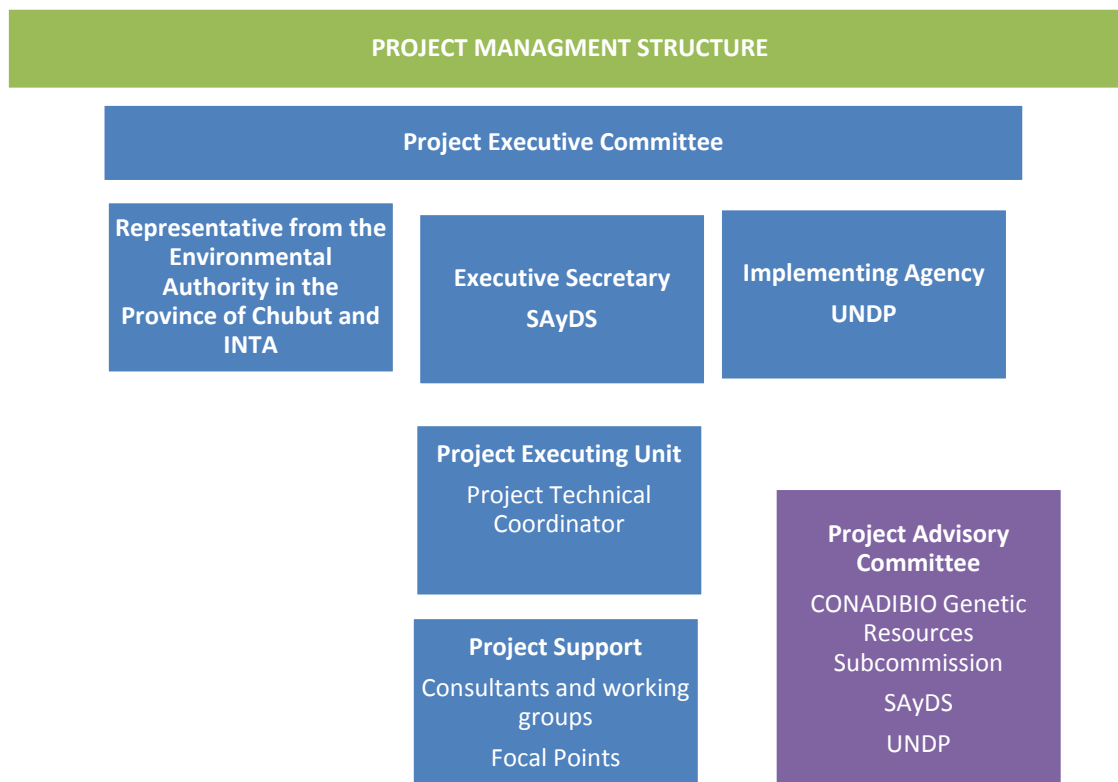 PROJECT MANAGMENT STRUCTURE
Project Executive Committee
Representative from the
Environmental
Authority in the
Province of Chubut and
INTA
Executive Secretary
SAyDS
Implementing Agency
UNDP
Project Executing Unit
Project Technical
Coordinator
Project Support
Consultants and working
groups
Focal Points
Project Advisory
Committee
CONADIBIO Genetic
Resources
Subcommission
SAyDS
UNDP